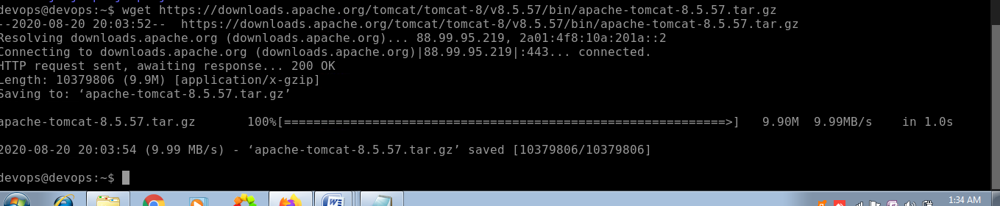 devops@devops:~$ wget https://downloads.apache.org/tomcat/tomcat-8/v8.5.57/bin/apache-tomcat-8.5.57.tar.gz
--2020-08-20 20:03:52--  https://downloads.apache.org/tomcat/tomcat-8/v8.5.57/bin/apache-tomcat-8.5.57.tar.gz
Resolving downloads.apache.org (downloads.apache.org)... 88.99.95.219, 2a01:4f8:10a:201a::2
Connecting to downloads.apache.org (downloads.apache.org)|88.99.95.219|:443... connected.
HTTP request sent, awaiting response... 200 OK
Length: 10379806 (9.9M) [application/x-gzip]
Saving to: ‘apache-tomcat-8.5.57.tar.gz’
apache-tomcat-8.5.57.tar.gz       100%[============================================================>]   9.90M  9.99MB/s    in 1.0s
2020-08-20 20:03:54 (9.99 MB/s) - ‘apache-tomcat-8.5.57.tar.gz’ saved [10379806/10379806]
devops@devops:~$
1:34 AM